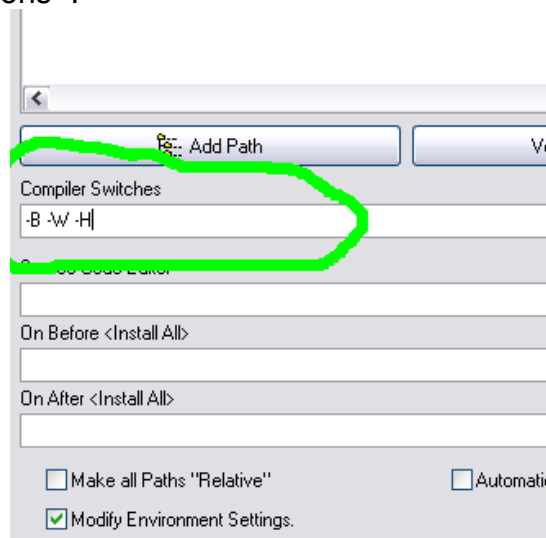 Add Path
Compiler Switches
-B -W -H
On Before <Install All>
On After <Install All>
Make all Paths "Relative"
Modify Environment Settings.